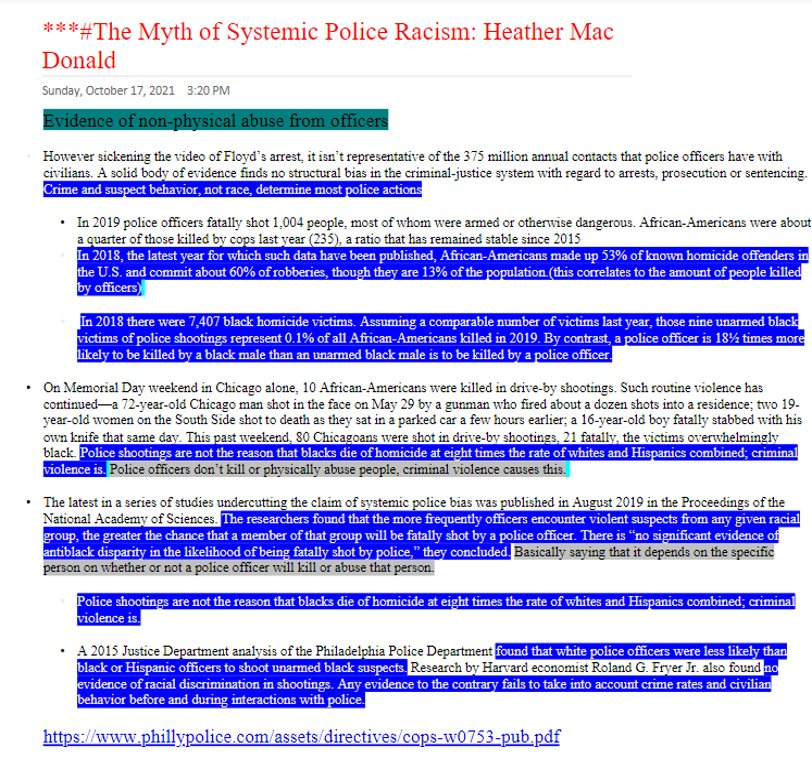 ***#The Myth of Systemic Police Racism: Heather Mac
Donald
Sunday, October 17, 2021 3:20 PM
Evidence of non-physical abuse from officers
However sickening the video of Floyd's arrest, it isn't representative of the 375 million annual contacts that police officers have with
civilians. A solid body of evidence finds no structural bias in the criminal-justice system with regard to arrests, prosecution or sentencing.
Crime and suspect behavior, not race, determine most police actions
• In 2019 police officers fatally shot 1,004 people, most of whom were armed or otherwise dangerous. African-Americans were about
a quarter of those killed by cops last year (235), a ratio that has remained stable since 2015
In 2018, the latest year for which such data have been published, African-Americans made up 53% of known homicide offenders in
the U.S. and commit about 60% of robberies, though they are 13% of the population.(this correlates to the amount of people killed
by officers)
In 2018 there were 7,407 black homicide victims. Assuming a comparable number of victims last year, those nine unarmed black
victims of police shootings represent 0.1% of all African-Americans killed in 2019. By contrast, a police officer is 18½ times more
likely to be killed by a black male than an unarmed black male is to be killed by a police officer.
• On Memorial Day weekend in Chicago alone, 10 African-Americans were killed in drive-by shootings. Such routine violence has
continued—a 72-year-old Chicago man shot in the face on May 29 by a gunman who fired about a dozen shots into a residence; two 19-
year-old women on the South Side shot to death as they sat in a parked car a few hours earlier; a 16-year-old boy fatally stabbed with his
own knife that same day. This past weekend, 80 Chicagoans were shot in drive-by shootings, 21 fatally, the victims overwhelmingly
black. Police shootings are not the reason that blacks die of homicide at eight times the rate of whites and Hispanics combined; criminal
violence is. Police officers don't kill or physically abuse people, criminal violence causes this.
• The latest in a series of studies undercutting the claim of systemic police bias was published in August 2019 in the Proceedings of the
National Academy of Sciences. The researchers found that the more frequently officers encounter violent suspects from any given racial
group, the greater the chance that a member of that group will be fatally shot by a police officer. There is “no significant evidence of
antiblack disparity in the likelihood of being fatally shot by police,” they concluded. Basically saying that it depends on the specific
person on whether or not a police officer will kill or abuse that person.
Police shootings are not the reason that blacks die of homicide at eight times the rate of whites and Hispanics combined; criminal
violence is.
• A 2015 Justice Department analysis of the Philadelphia Police Department found that white police officers were less likely than
black or Hispanic officers to shoot unarmed black suspects. Research by Harvard economist Roland G. Fryer Jr. also found no
evidence of racial discrimination in shootings. Any evidence to the contrary fails to take into account crime rates and civilian
behavior before and during interactions with police.
https://www.phillypolice.com/assets/directives/cops-w0753-pub.pdf